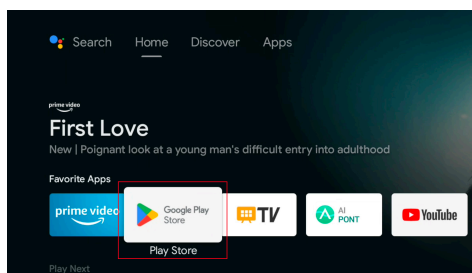 Search Home Discover Apps
prime video
First Love
New | Poignant look at a young man's difficult entry into adulthood
Favorite Apps
prime video
Google Play
Store
TV
AI
PONT
YouTube
Play Store
Play Next